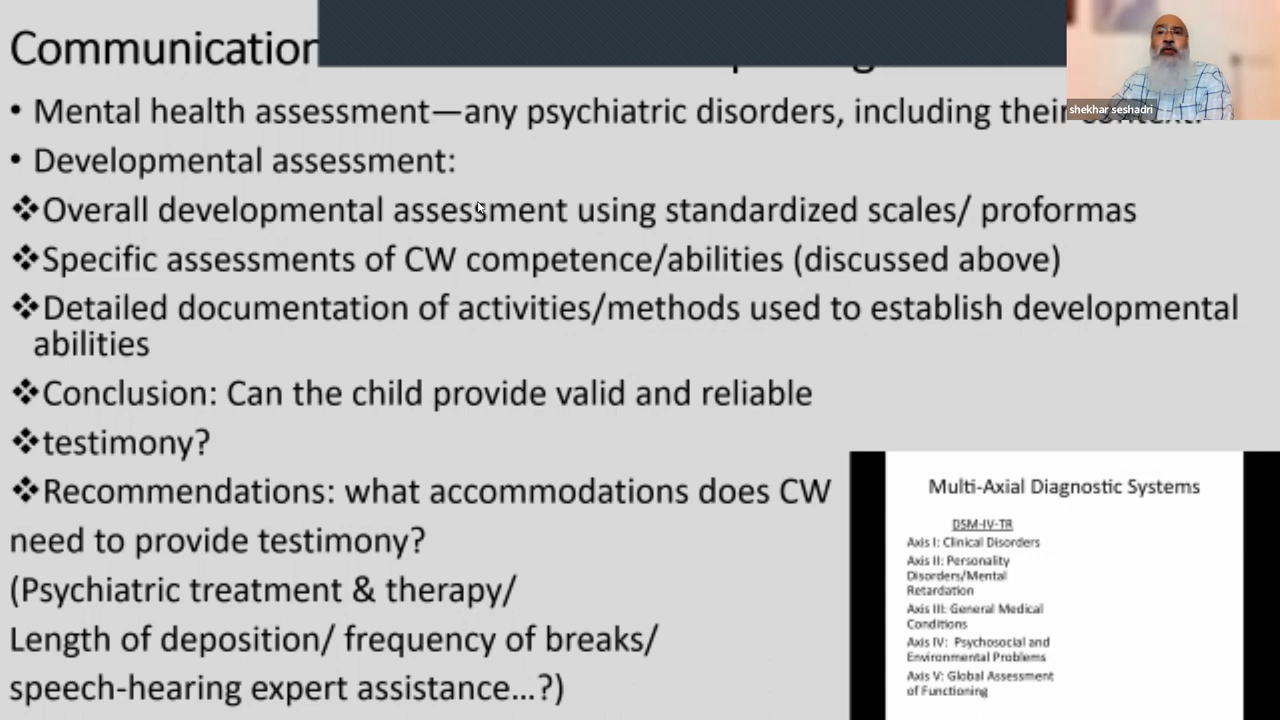 Communication
• Mental health assessment—any psychiatric disorders, including their
• Developmental assessment:
❖Overall developmental assessment using standardized scales/ proformas
❖Specific assessments of CW competence/abilities (discussed above)
❖Detailed documentation of activities/methods used to establish developmental
abilities
❖Conclusion: Can the child provide valid and reliable
❖testimony?
❖Recommendations: what accommodations does CW
need to provide testimony?
(Psychiatric treatment & therapy/
Length of deposition/ frequency of breaks/
speech-hearing expert assistance...?)
shekhar seshadri
Multi-Axial Diagnostic Systems
DSM-IV-TR
Axis I: Clinical Disorders
Axis II: Personality
Disorders/Mental
Retardation
Axis III: General Medical
Conditions
Axis IV: Psychosocial and
Environmental Problems
Axis V: Global Assessment
of Functioning